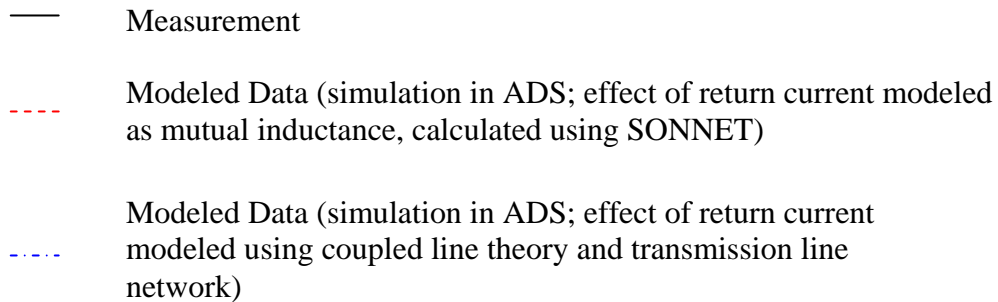 Measurement
Modeled Data (simulation in ADS; effect of return current modeled
as mutual inductance, calculated using SONNET)
Modeled Data (simulation in ADS; effect of return current
modeled using coupled line theory and transmission line
network)